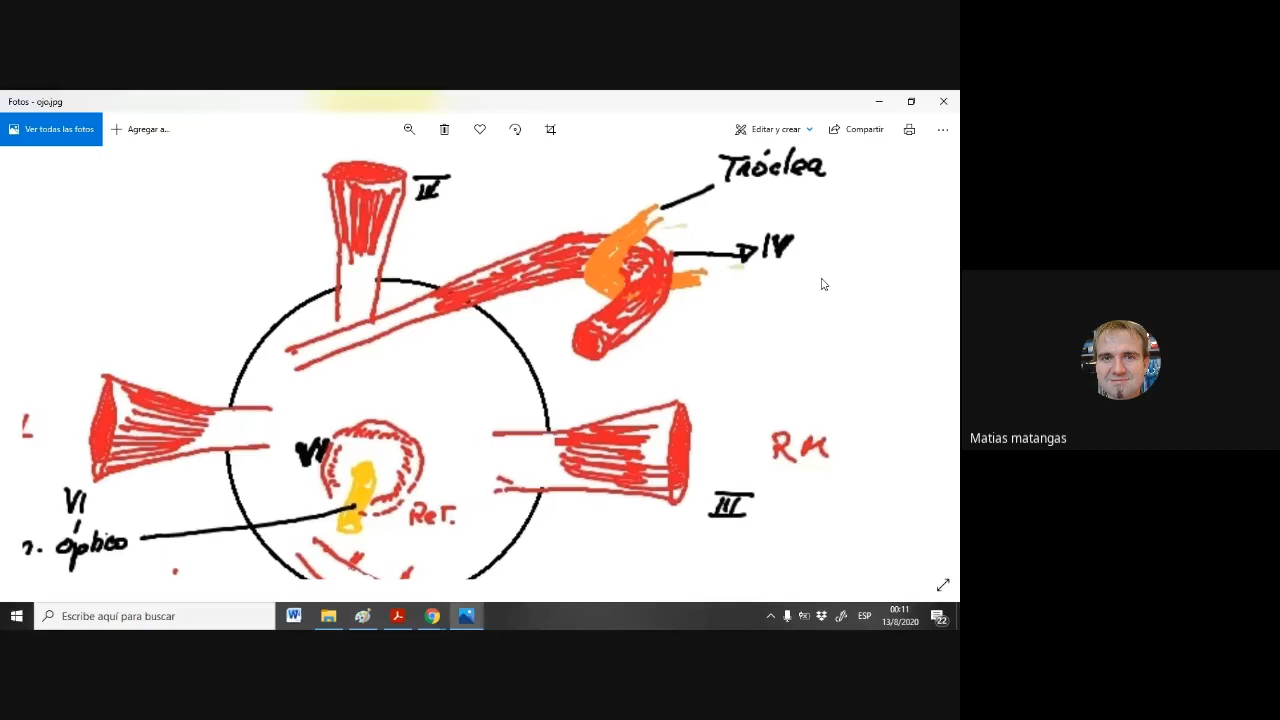 Fotos - ojo.jpg
Ver todas las fotos
Agregar a...
Editar y crear
Compartir
Tróclea
III
IV
VI
RM
VI
III
Ret.
n. óptico
Matias matangas
Escribe aquí para buscar
ESP
00:11
13/8/2020
22